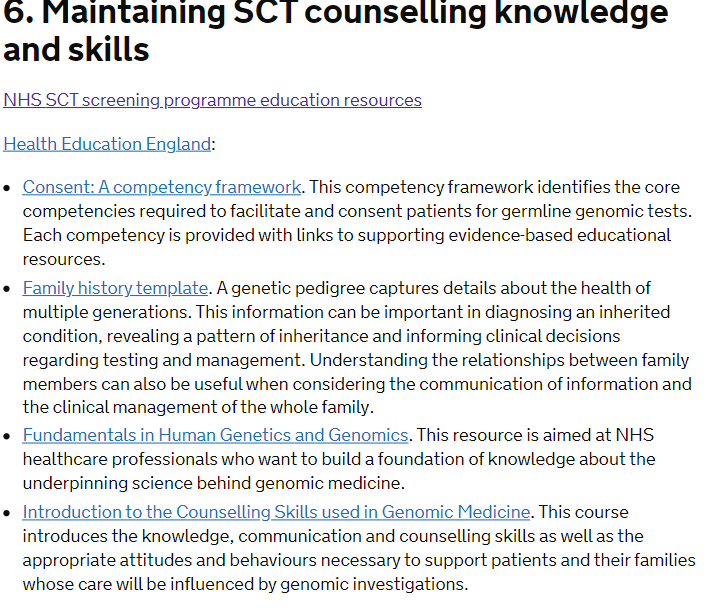 6. Maintaining SCT counselling knowledge
and skills
NHS SCT screening programme education resources
Health Education England:
• Consent: A competency framework. This competency framework identifies the core
competencies required to facilitate and consent patients for germline genomic tests.
Each competency is provided with links to supporting evidence-based educational
resources.
• Family history template. A genetic pedigree captures details about the health of
multiple generations. This information can be important in diagnosing an inherited
condition, revealing a pattern of inheritance and informing clinical decisions
regarding testing and management. Understanding the relationships between family
members can also be useful when considering the communication of information and
the clinical management of the whole family.
• Fundamentals in Human Genetics and Genomics. This resource is aimed at NHS
healthcare professionals who want to build a foundation of knowledge about the
underpinning science behind genomic medicine.
• Introduction to the Counselling Skills used in Genomic Medicine. This course
introduces the knowledge, communication and counselling skills as well as the
appropriate attitudes and behaviours necessary to support patients and their families
whose care will be influenced by genomic investigations.